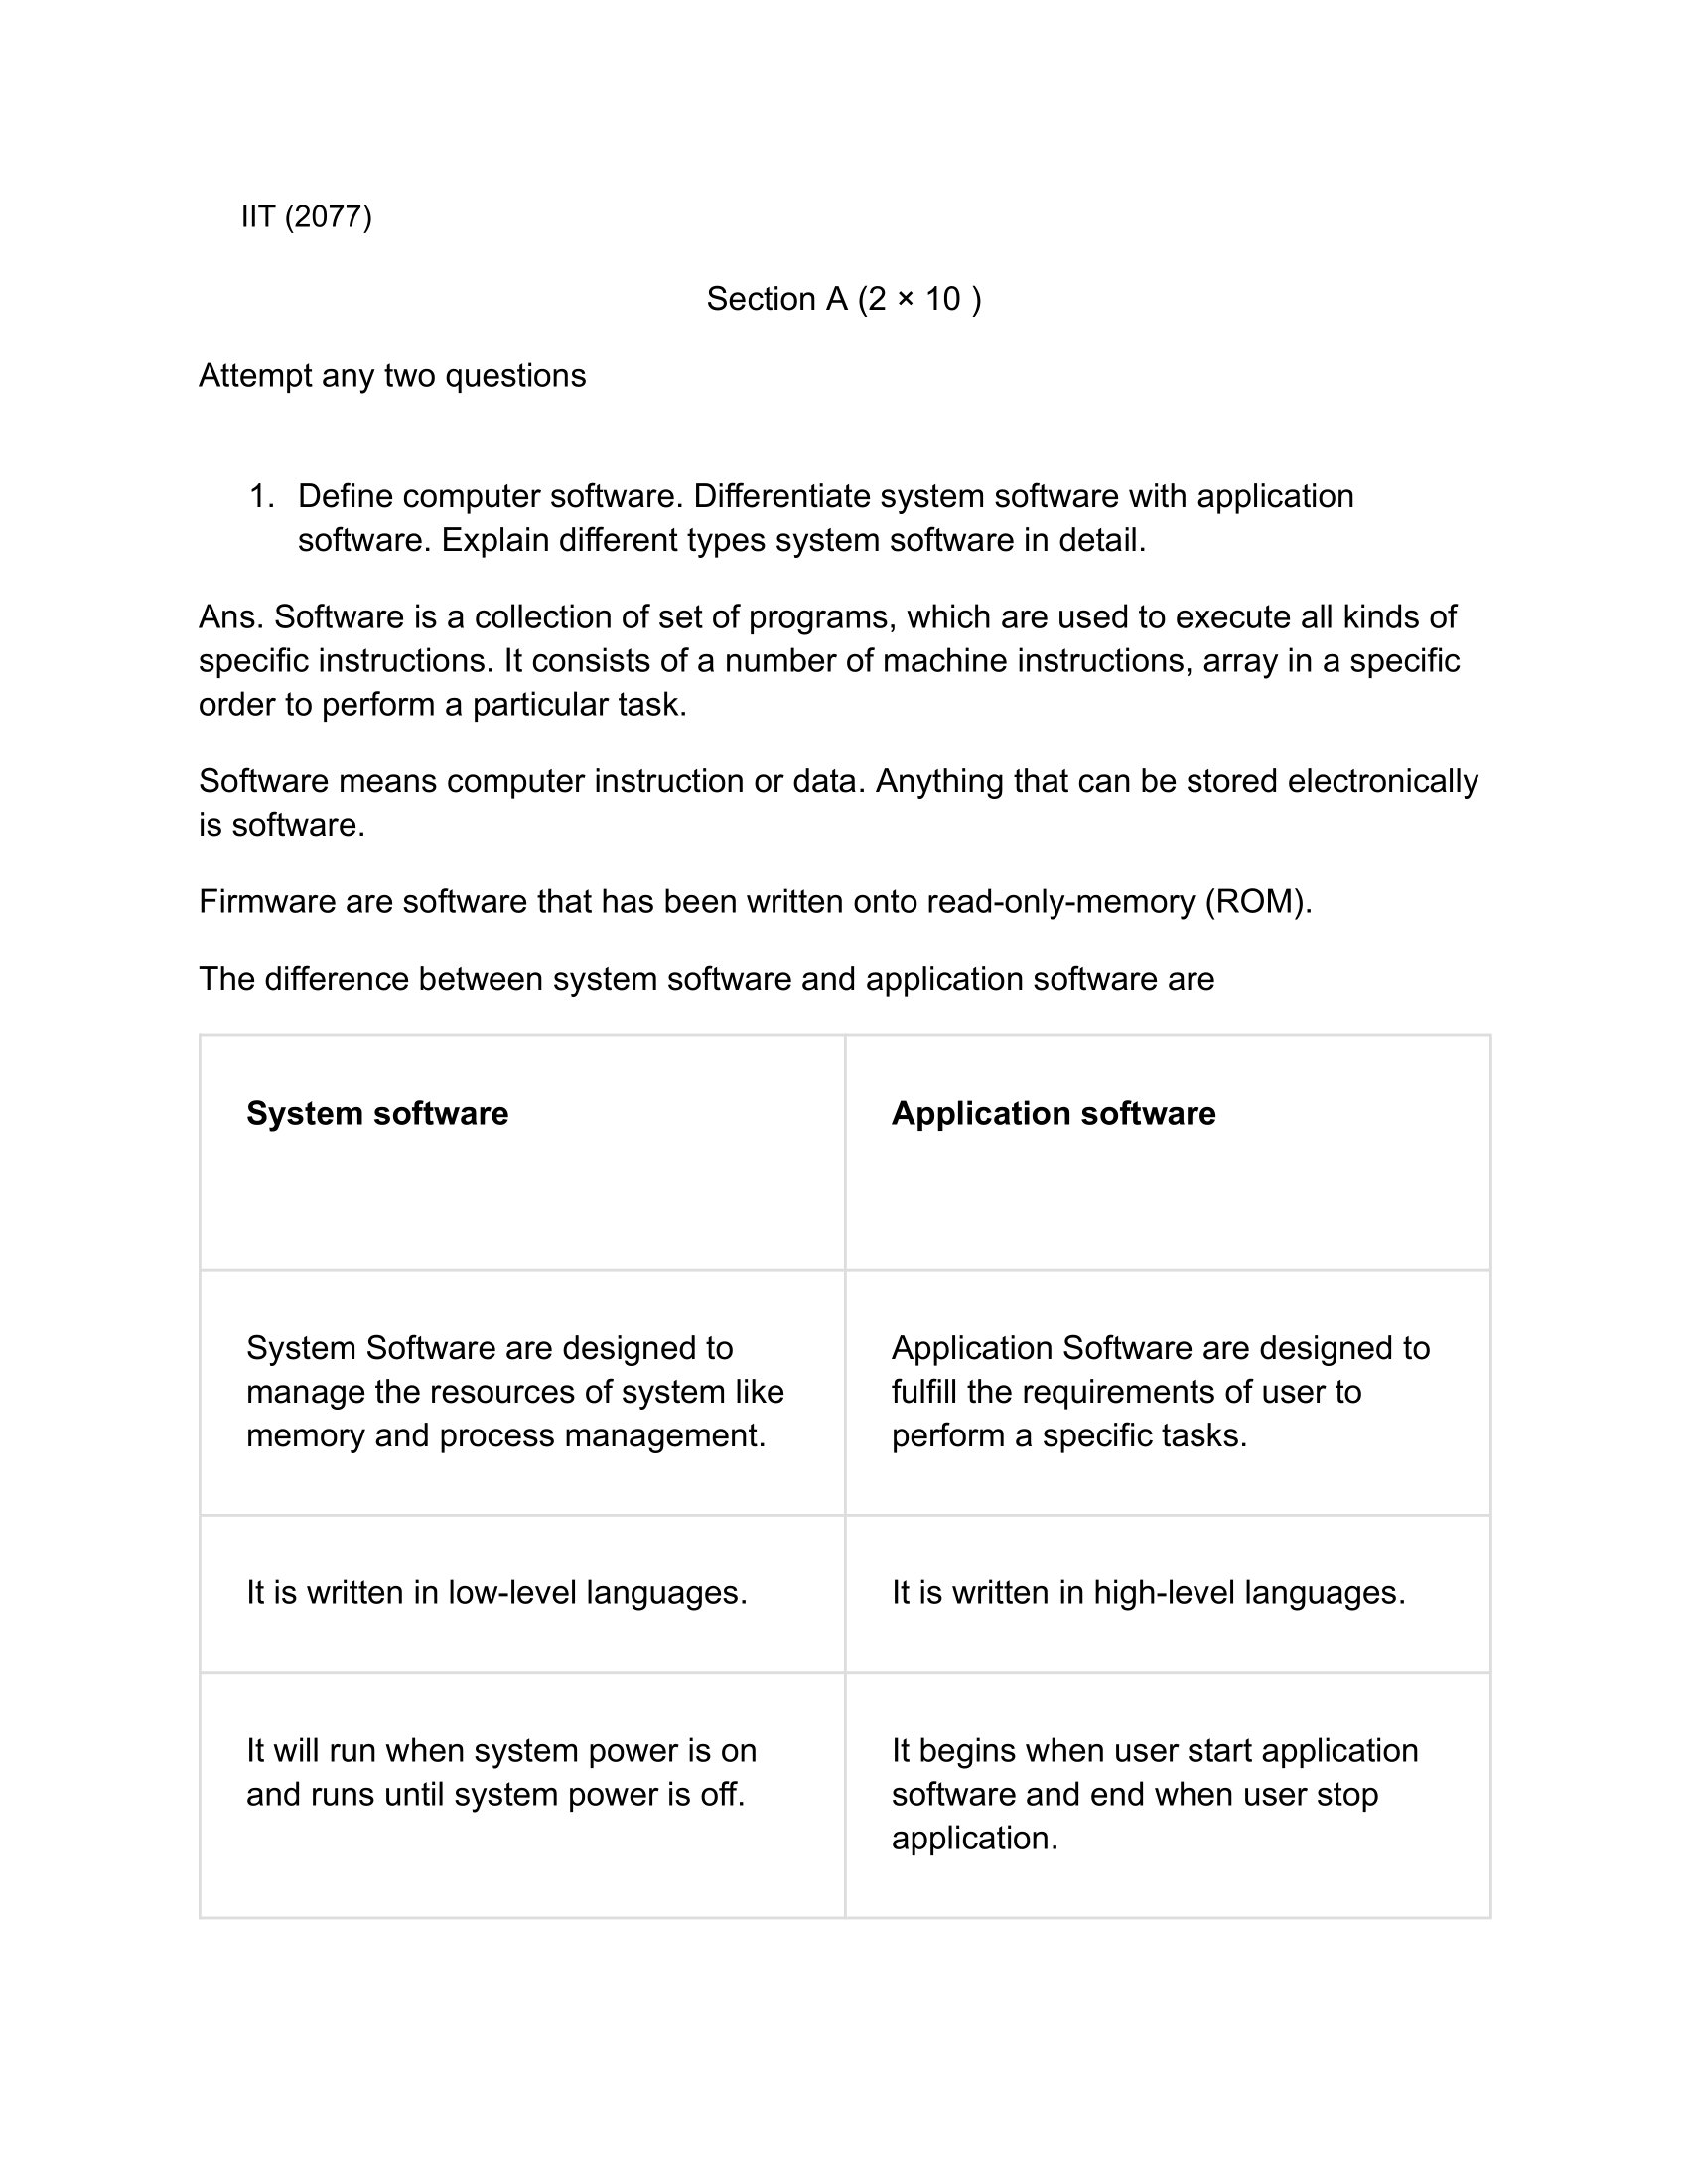 IIT (2077)
Section A (2 × 10 )
Attempt any two questions
1. Define computer software. Differentiate system software with application
software. Explain different types system software in detail.
Ans. Software is a collection of set of programs, which are used to execute all kinds of
specific instructions. It consists of a number of machine instructions, array in a specific
order to perform a particular task.
Software means computer instruction or data. Anything that can be stored electronically
is software.
Firmware are software that has been written onto read-only-memory (ROM).
The difference between system software and application software are
System software
Application software
System Software are designed to
manage the resources of system like
memory and process management.
Application Software are designed to
fulfill the requirements of user to
perform a specific tasks.
It is written in low-level languages.
It is written in high-level languages.
It will run when system power is on
and runs until system power is off.
It begins when user start application
software and end when user stop
application.